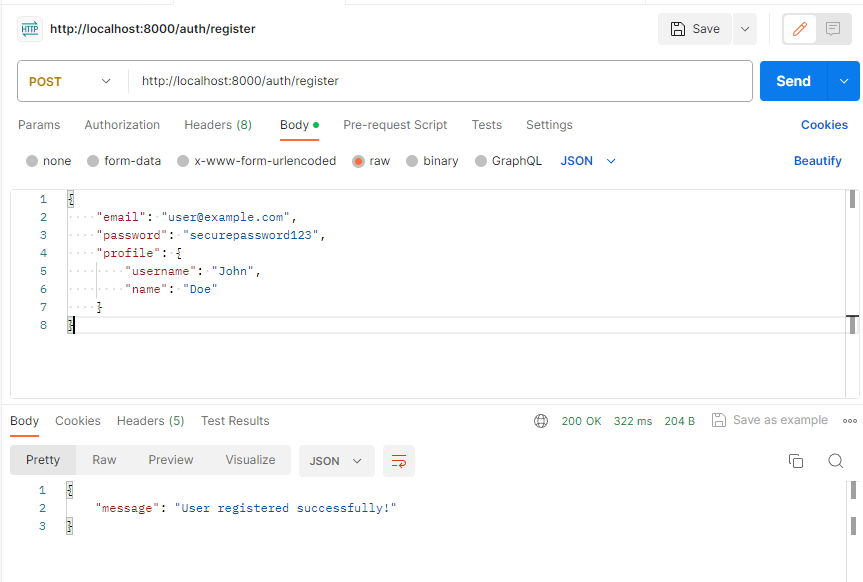 HTTP http://localhost:8000/auth/register Save
POST http://localhost:8000/auth/register Send
Params Authorization Headers (8) Body Pre-request Script Tests Settings Cookies
none form-data x-www-form-urlencoded raw binary GraphQL JSON Beautify
1 {
2 "email": "user@example.com",
3 "password": "securepassword123",
4 "profile": {
5 "username": "John",
6 "name": "Doe"
7 }
8 }
Body Cookies Headers (5) Test Results 200 OK 322 ms 204 B Save as example
Pretty Raw Preview Visualize JSON
1 {
2 "message": "User registered successfully!"
3 }